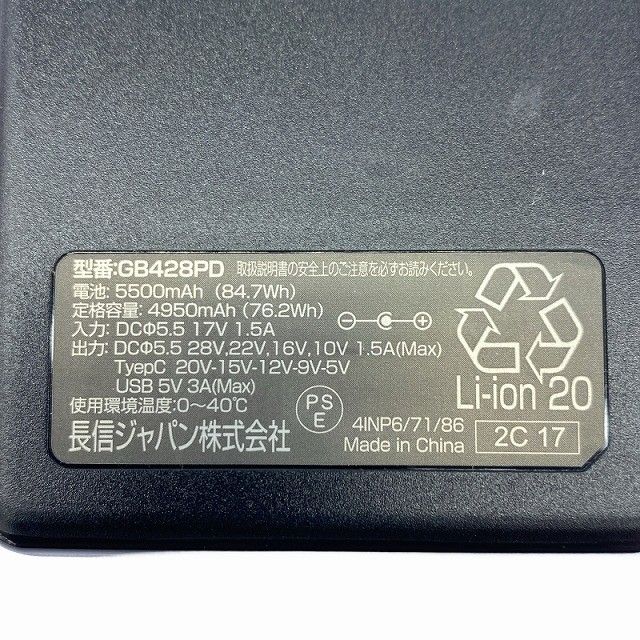 型番:GB428PD 取扱説明書の安全上のご注意を必ずお読みください。
電池: 5500mAh (84.7Wh)
定格容量: 4950mAh (76.2Wh)
入力: DCΦ5.5 17V 1.5A
出力: DCΦ5.5 28V,22V,16V,10V 1.5A(Max)
TyepC 20V-15V-12V-9V-5V
USB 5V 3A(Max)
使用環境温度:0～40℃
長信ジャパン株式会社
PS
E
4INP6/71/86
Made in China
Li-ion 20
2C 17